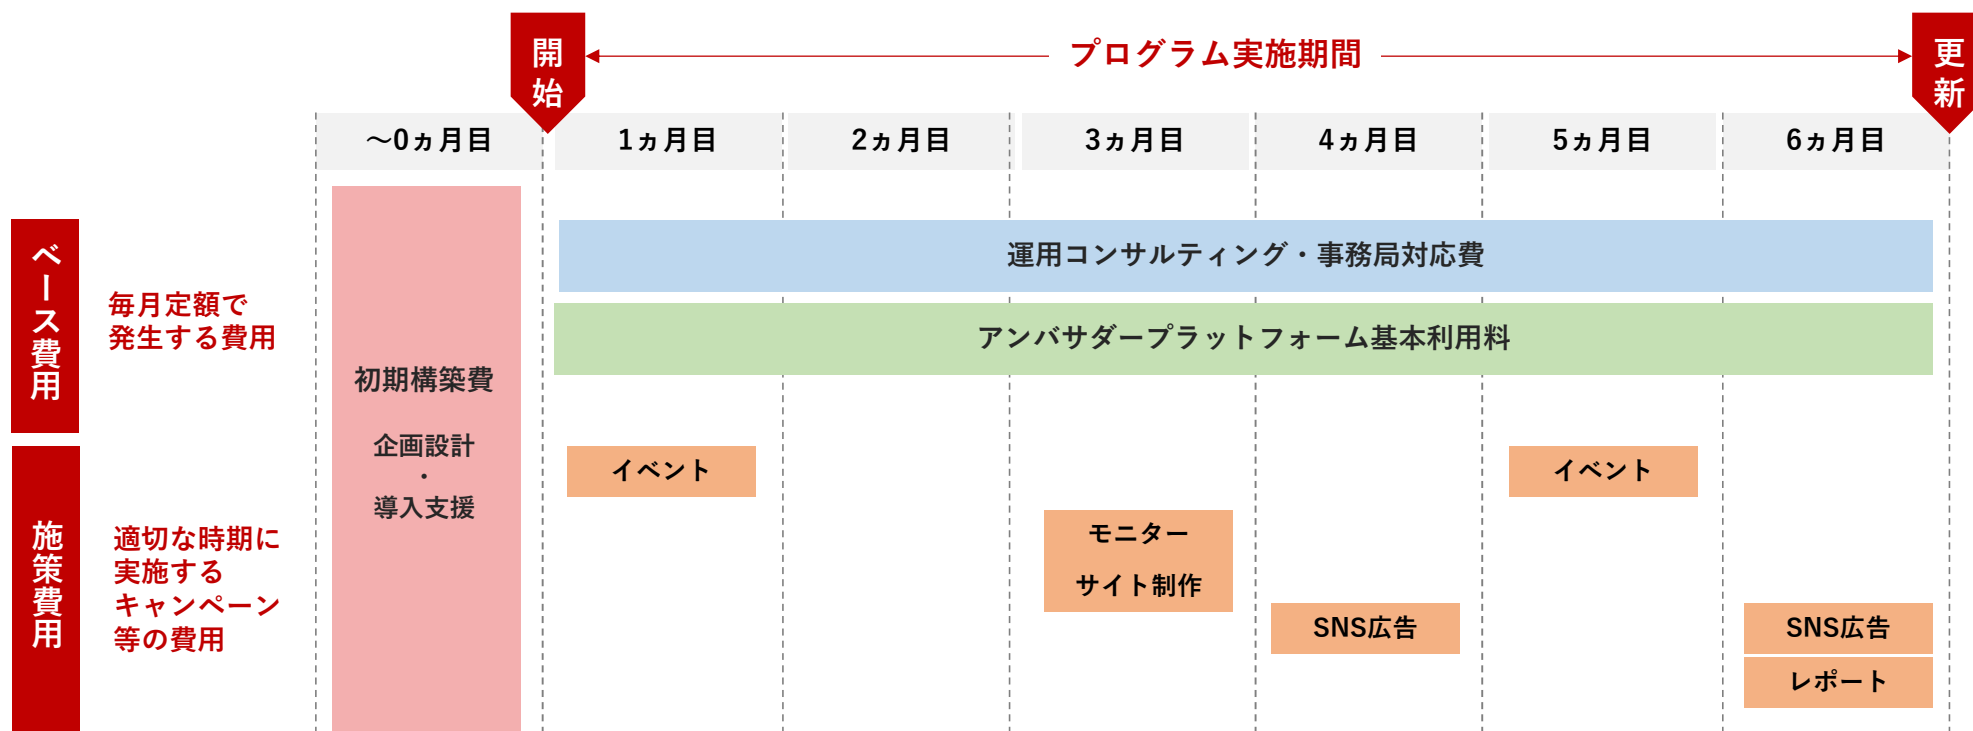 開始
プログラム実施期間
更新
～0ヵ月目
1ヵ月目
2ヵ月目
3ヵ月目
4ヵ月目
5ヵ月目
6ヵ月目
ベース費用
毎月定額で
発生する費用
初期構築費
企画設計
・
導入支援
運用コンサルティング・事務局対応費
アンバサダープラットフォーム基本利用料
施策費用
適切な時期に
実施する
キャンペーン
等の費用
イベント
イベント
モニター
サイト制作
SNS広告
SNS広告
レポート